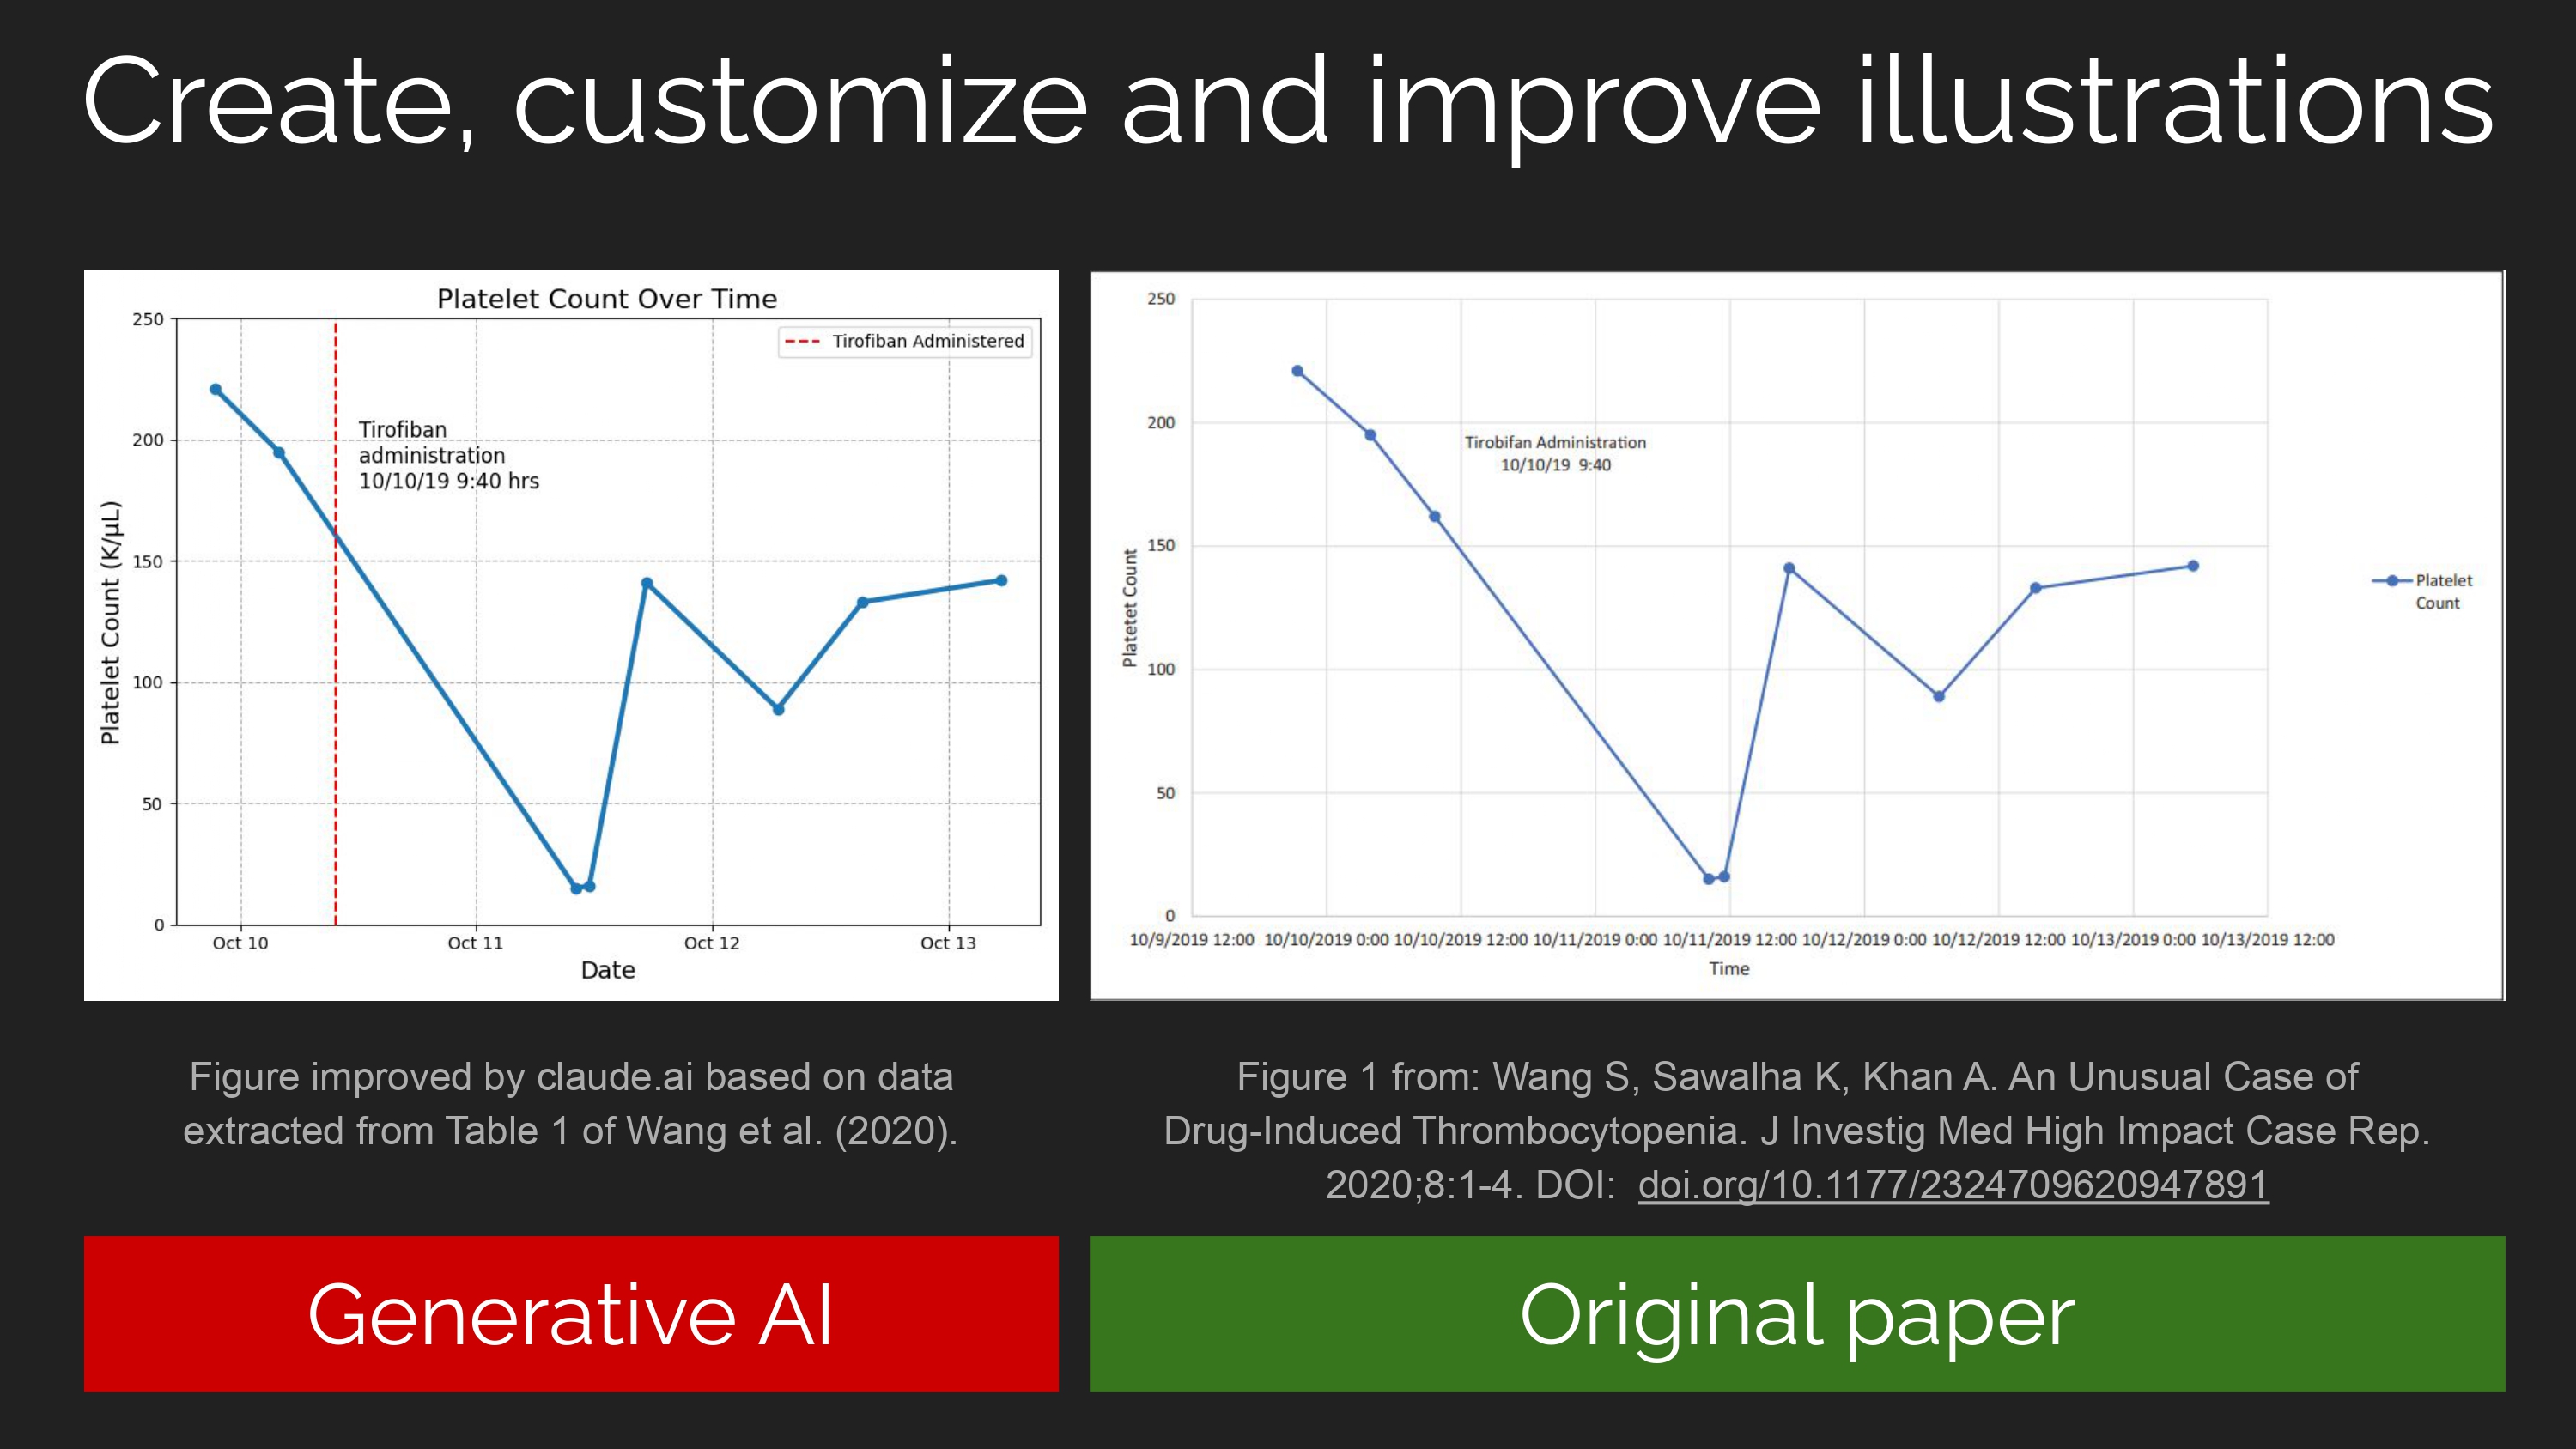 Create, customize and improve illustrations
Platelet Count Over Time
Tirofiban Administered
Tirofiban
administration
10/10/19 9:40 hrs
Platelet Count (K/μL)
250
200
150
100
50
0
Oct 10 Oct 11 Oct 12 Oct 13
Date
250
200
150
100
50
0
Tirobifan Administration
10/10/19 9:40
Platetet Count
Platelet
Count
10/9/2019 12:00 10/10/2019 0:00 10/10/2019 12:00 10/11/2019 0:00 10/11/2019 12:00 10/12/2019 0:00 10/12/2019 12:00 10/13/2019 0:00 10/13/2019 12:00
Time
Figure improved by claude.ai based on data
extracted from Table 1 of Wang et al. (2020).
Figure 1 from: Wang S, Sawalha K, Khan A. An Unusual Case of
Drug-Induced Thrombocytopenia. J Investig Med High Impact Case Rep.
2020;8:1-4. DOI: doi.org/10.1177/2324709620947891
Generative AI
Original paper